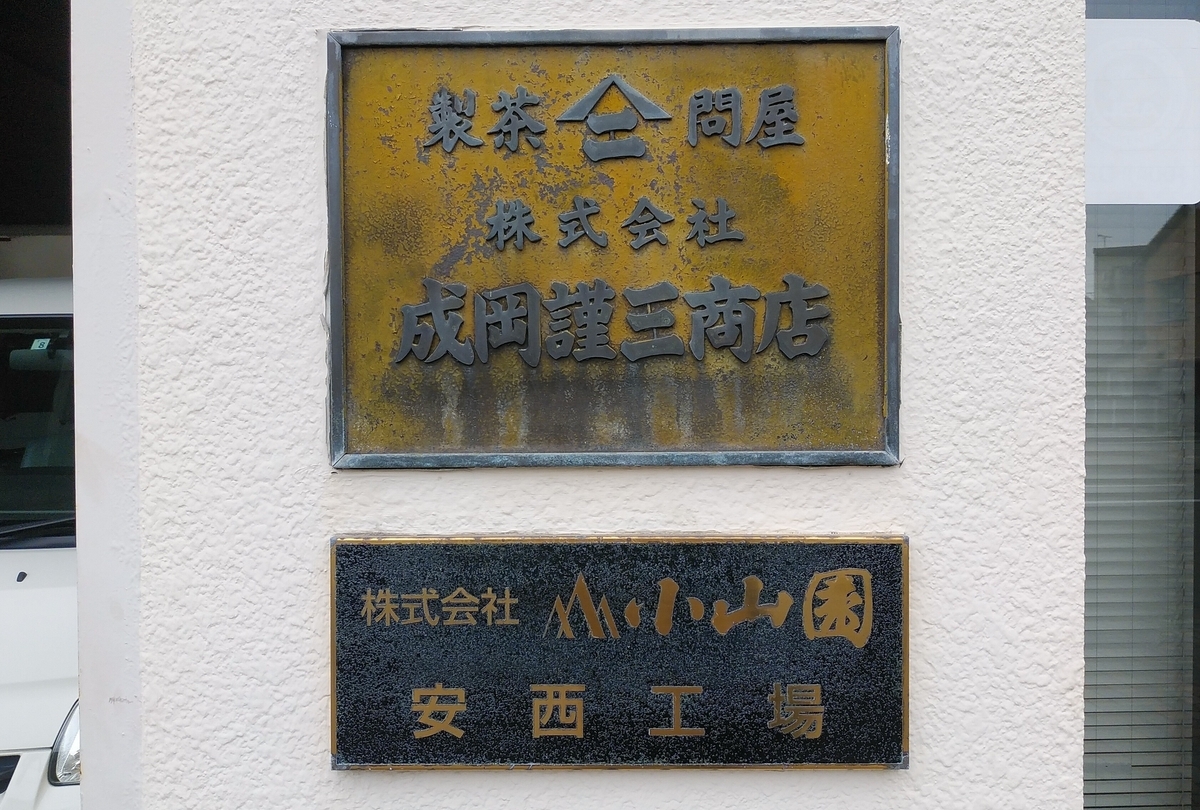 製茶 問屋
株式会社
成岡謹三商店
株式会社 小山園
安西工場